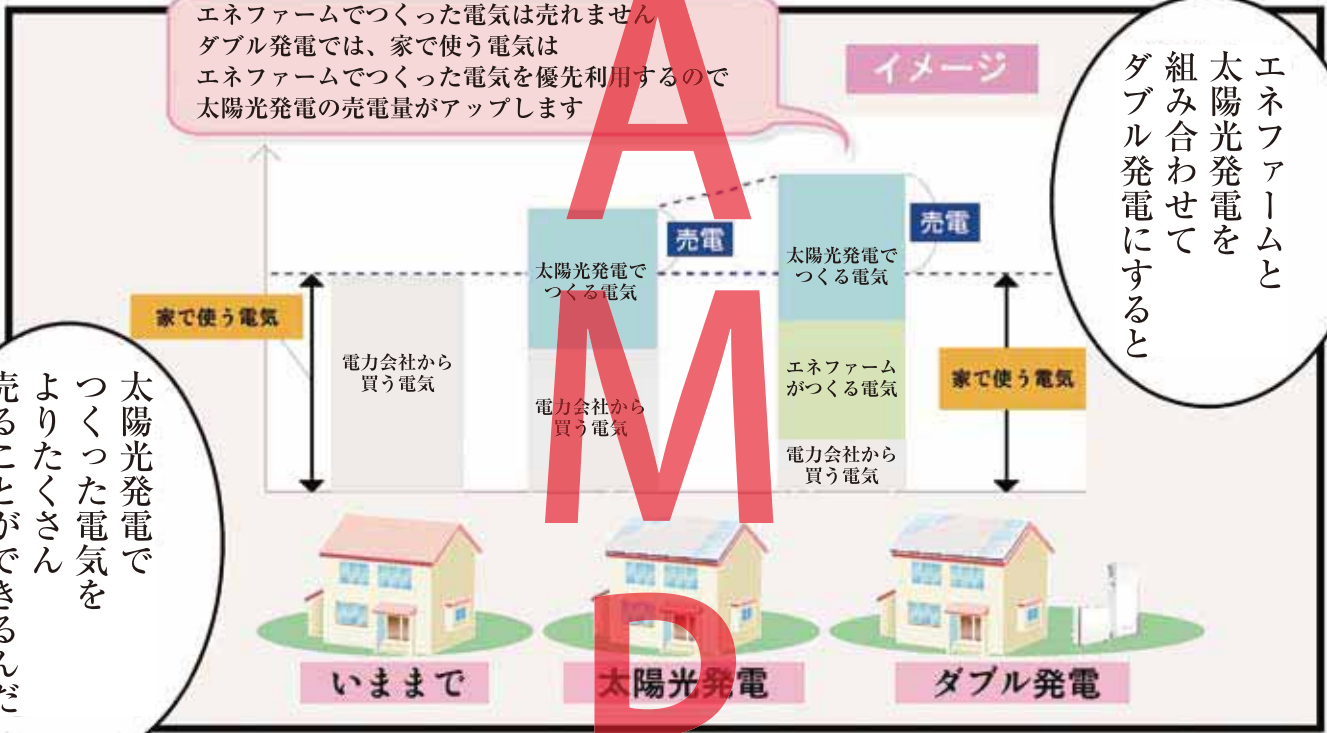 エネファームと
太陽光発電を
組み合わせて
ダブル発電にすると
エネファームでつくった電気は売れません
ダブル発電では、家で使う電気は
エネファームでつくった電気を優先利用するので
太陽光発電の売電量がアップします
イメージ
売電
売電
家で使う電気
電力会社から
買う電気
太陽光発電で
つくる電気
電力会社から
買う電気
太陽光発電で
つくる電気
エネファーム
がつくる電気
電力会社から
買う電気
家で使う電気
太陽光発電で
つくった電気を
よりたくさん
売ることができるんだ
いままで
太陽光発電
ダブル発電
A
M
D